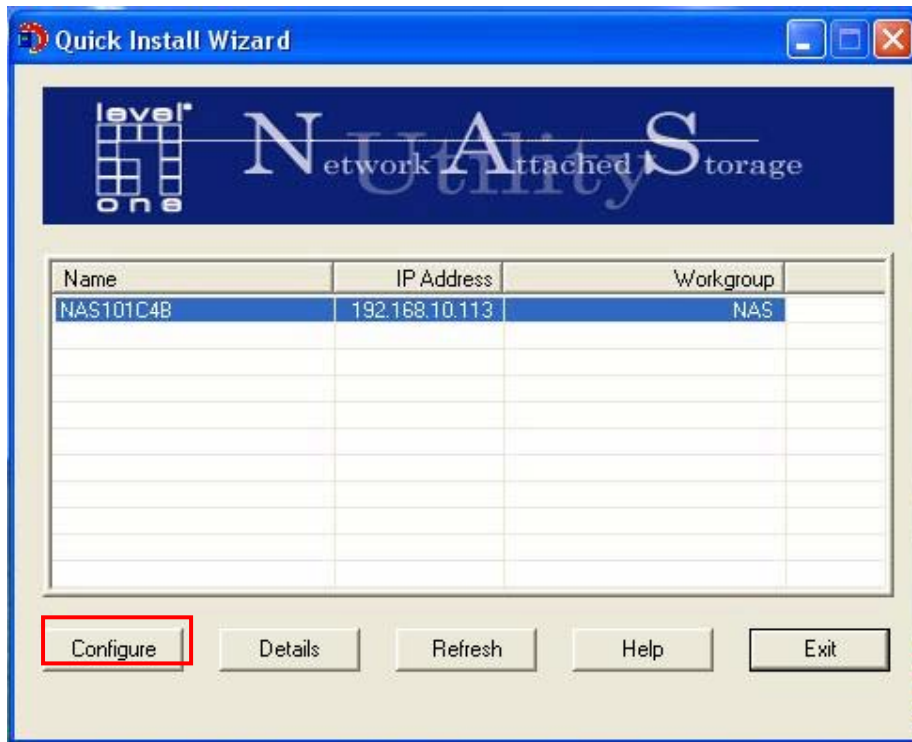 Quick Install Wizard
level
one
Network Attached Storage
Utility
Name IP Address Workgroup
NAS101C4B 192.168.10.113 NAS
Configure Details Refresh Help Exit